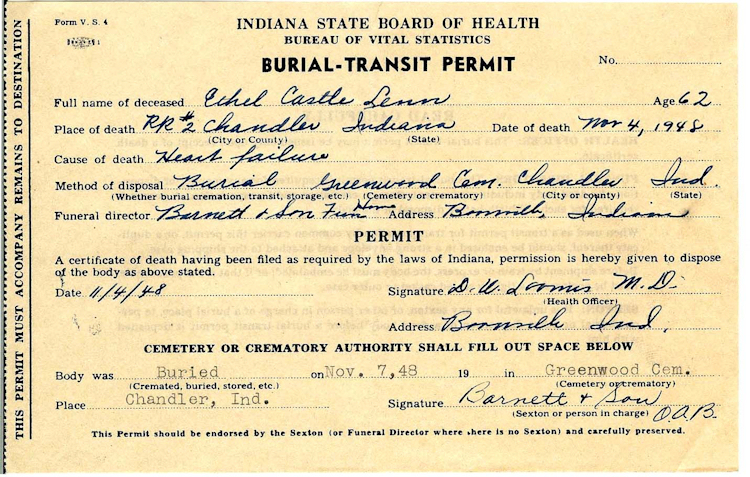 Form V. S. 4
INDIANA STATE BOARD OF HEALTH
BUREAU OF VITAL STATISTICS
BURIAL-TRANSIT PERMIT
No.
Full name of deceased Ethel Castle Lenn Age 62
Place of death RR #2 Chandler Indiana Date of death Nov 4, 1948
(City or County) (State)
Cause of death Heart failure
Method of disposal Burial Greenwood Cem. Chandler Ind.
(Whether burial cremation, transit, storage, etc.) (Cemetery or crematory) (City or county) (State)
Funeral director Barnett & Son Fun Home Address Boonville, Indiana
PERMIT
A certificate of death having been filed as required by the laws of Indiana, permission is hereby given to dispose
of the body as above stated.
Date 11/4/48 Signature D. W. Loomis M. D.
(Health Officer)
Address Boonville Ind.
CEMETERY OR CREMATORY AUTHORITY SHALL FILL OUT SPACE BELOW
Body was Buried on Nov. 7,48 19 in Greenwood Cem.
(Cremated, buried, stored, etc.) (Cemetery or crematory)
Place Chandler, Ind. Signature Barnett & Son
(Sexton or person in charge) O.A.B.
This Permit should be endorsed by the Sexton (or Funeral Director where there is no Sexton) and carefully preserved.
THIS PERMIT MUST ACCOMPANY REMAINS TO DESTINATION